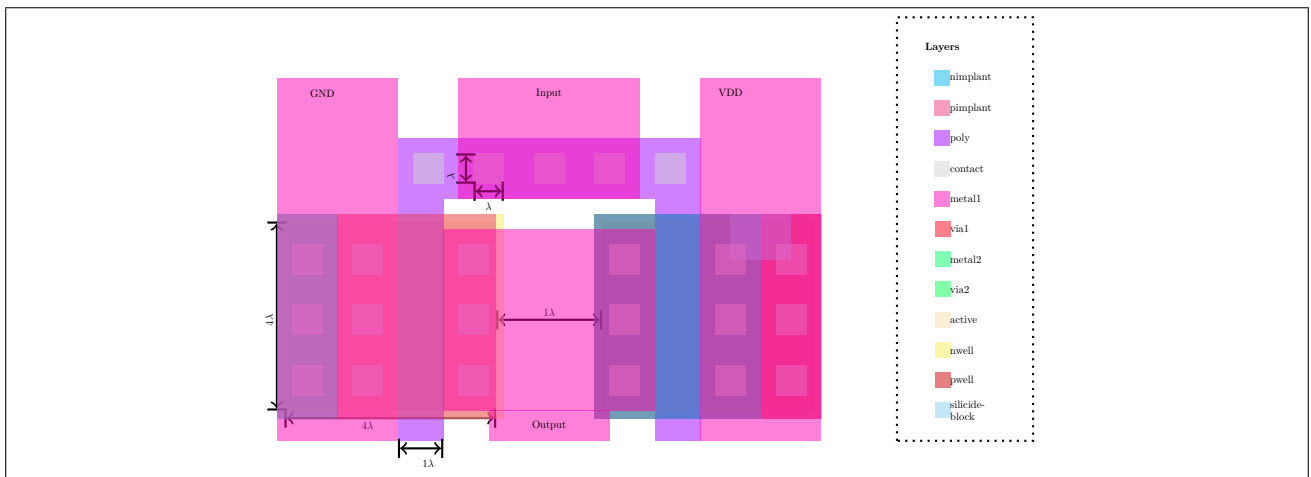 Layers
GND
Input
VDD
nimplant
pimplant
poly
contact
metal1
via1
metal2
via2
active
nwell
pwell
silicide-
block
λ
λ
4λ
1λ
4λ
Output
1λ